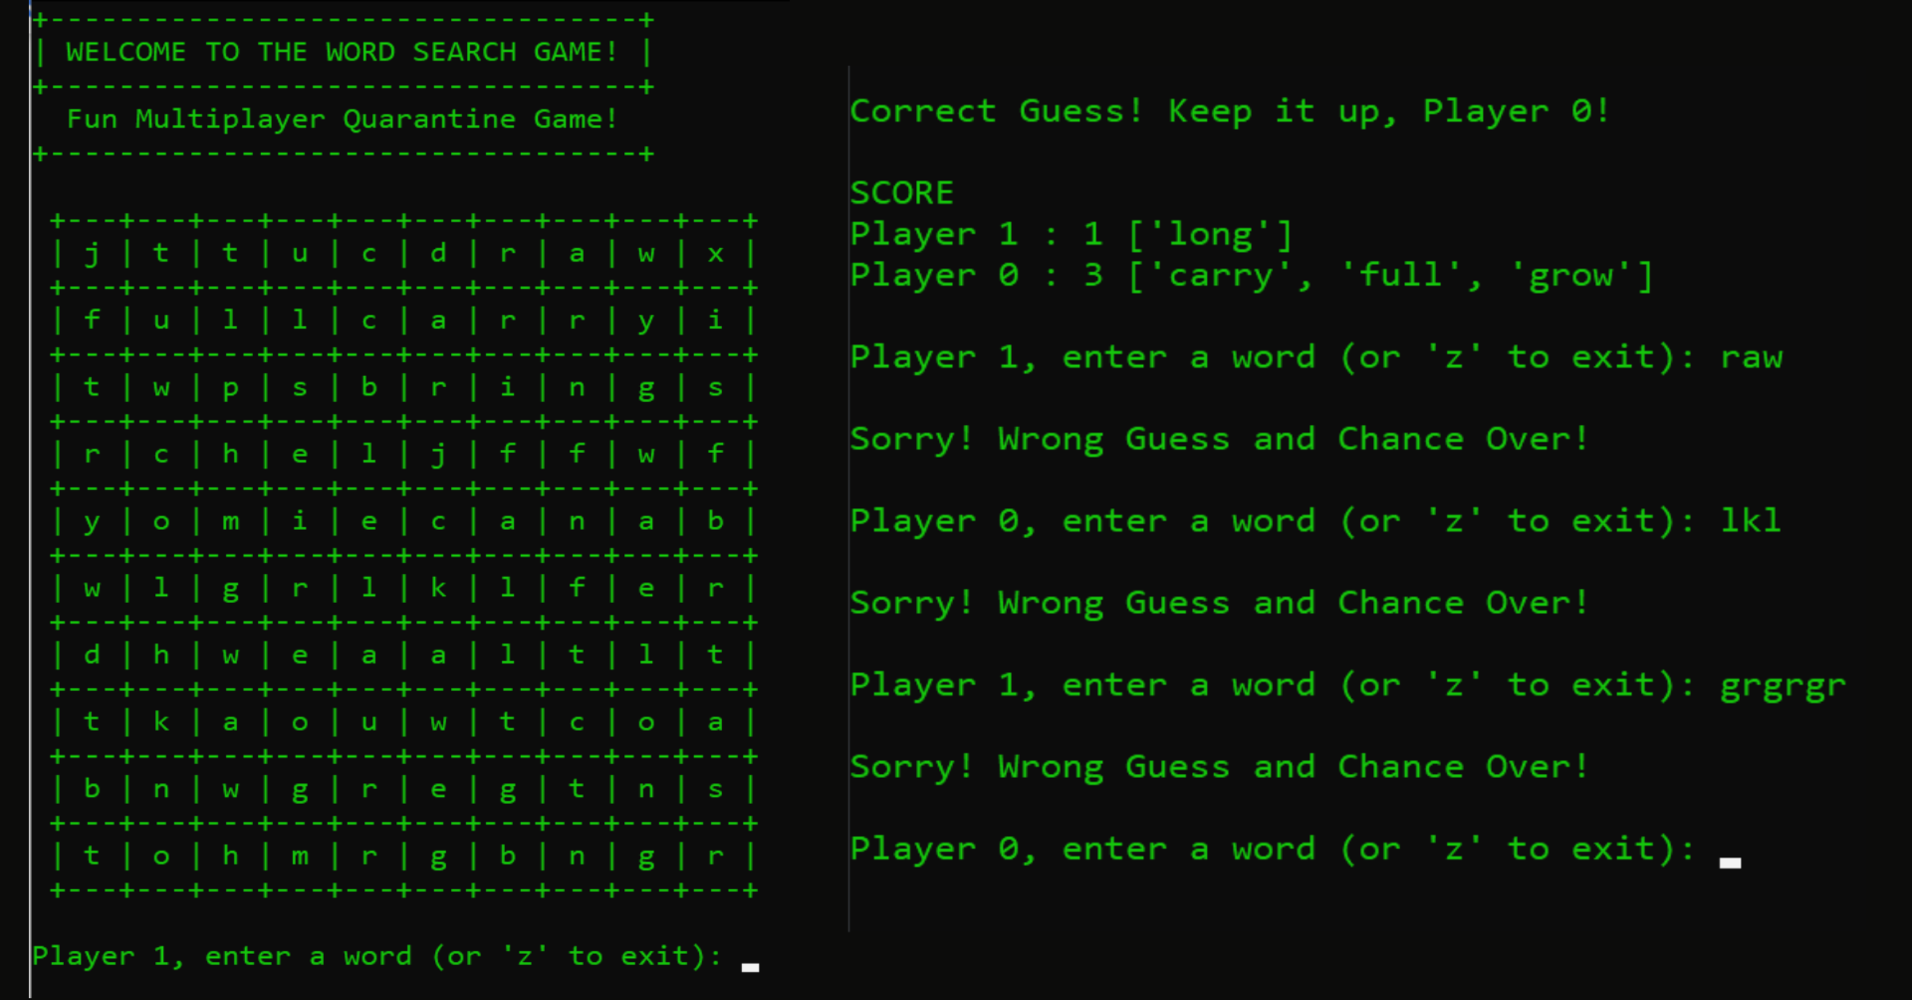 +----------------------------------+
| WELCOME TO THE WORD SEARCH GAME! |
+----------------------------------+
Fun Multiplayer Quarantine Game!
+----------------------------------+
+---+---+---+---+---+---+---+---+---+---+
| j | t | t | u | c | d | r | a | w | x |
+---+---+---+---+---+---+---+---+---+---+
| f | u | l | l | c | a | r | r | y | i |
+---+---+---+---+---+---+---+---+---+---+
| t | w | p | s | b | r | i | n | g | s |
+---+---+---+---+---+---+---+---+---+---+
| r | c | h | e | l | j | f | f | w | f |
+---+---+---+---+---+---+---+---+---+---+
| y | o | m | i | e | c | a | n | a | b |
+---+---+---+---+---+---+---+---+---+---+
| w | l | g | r | l | k | l | f | e | r |
+---+---+---+---+---+---+---+---+---+---+
| d | h | w | e | a | a | l | t | l | t |
+---+---+---+---+---+---+---+---+---+---+
| t | k | a | o | u | w | t | c | o | a |
+---+---+---+---+---+---+---+---+---+---+
| b | n | w | g | r | e | g | t | n | s |
+---+---+---+---+---+---+---+---+---+---+
| t | o | h | m | r | g | b | n | g | r |
+---+---+---+---+---+---+---+---+---+---+
Player 1, enter a word (or 'z' to exit):
Correct Guess! Keep it up, Player 0!
SCORE
Player 1 : 1 ['long']
Player 0 : 3 ['carry', 'full', 'grow']
Player 1, enter a word (or 'z' to exit): raw
Sorry! Wrong Guess and Chance Over!
Player 0, enter a word (or 'z' to exit): lkl
Sorry! Wrong Guess and Chance Over!
Player 1, enter a word (or 'z' to exit): grgrgr
Sorry! Wrong Guess and Chance Over!
Player 0, enter a word (or 'z' to exit):